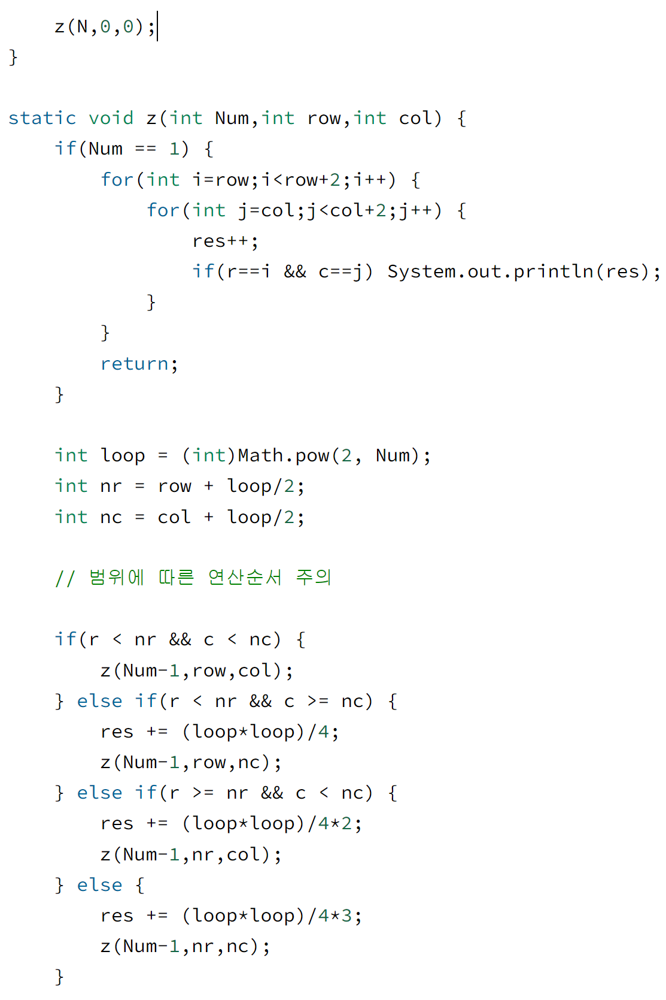 z(N,0,0);
}

static void z(int Num,int row,int col) {
    if(Num == 1) {
        for(int i=row;i<row+2;i++) {
            for(int j=col;j<col+2;j++) {
                res++;
                if(r==i && c==j) System.out.println(res);
            }
        }
        return;
    }

    int loop = (int)Math.pow(2, Num);
    int nr = row + loop/2;
    int nc = col + loop/2;

    // 범위에 따른 연산순서 주의

    if(r < nr && c < nc) {
        z(Num-1,row,col);
    } else if(r < nr && c >= nc) {
        res += (loop*loop)/4;
        z(Num-1,row,nc);
    } else if(r >= nr && c < nc) {
        res += (loop*loop)/4*2;
        z(Num-1,nr,col);
    } else {
        res += (loop*loop)/4*3;
        z(Num-1,nr,nc);
    }